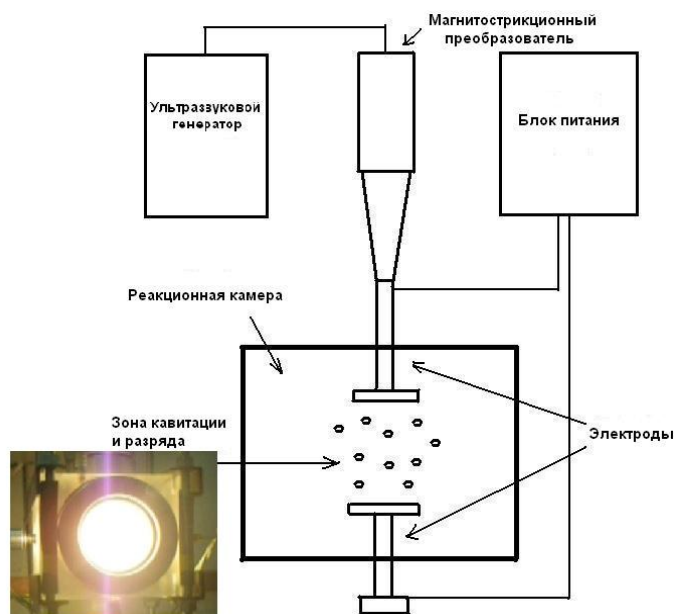 Магнитострикционный
преобразователь
Ультразвуковой
генератор
Блок питания
Реакционная камера
Зона кавитации
и разряда
Электроды